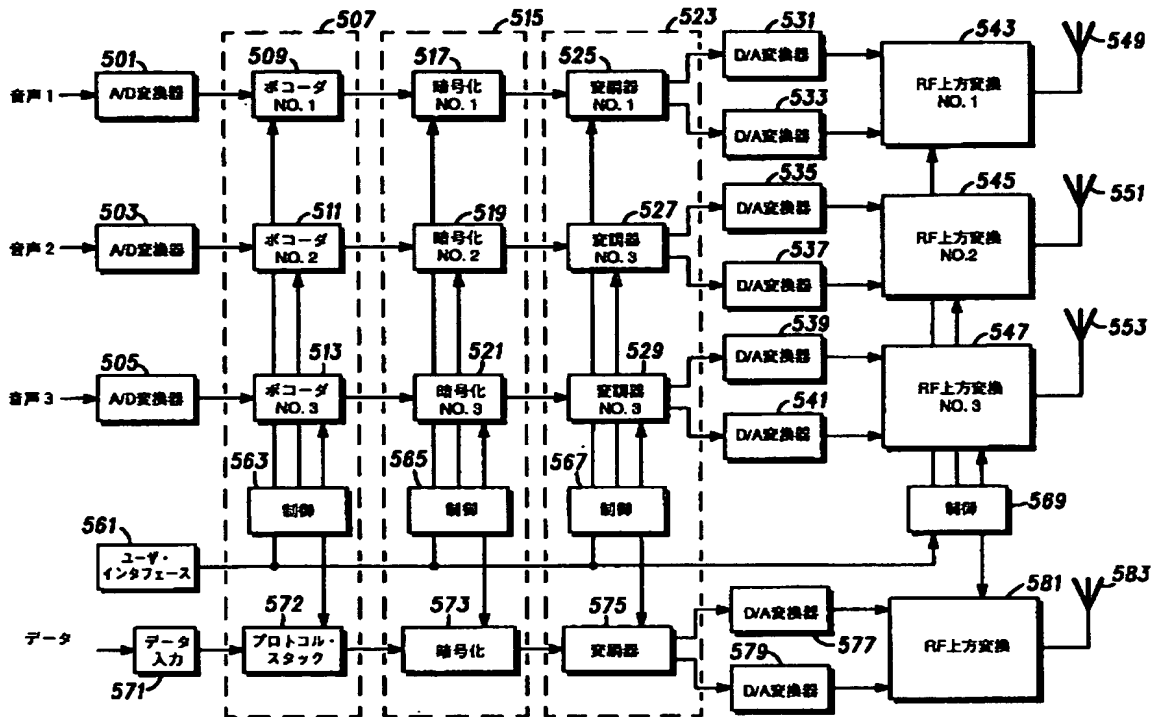 507
515
523
531
543
549
501
509
517
525
D/A変換器
音声1
A/D変換器
ボコーダ
NO. 1
暗号化
NO. 1
変調器
NO. 1
RF上方変換
NO. 1
533
D/A変換器
535
545
551
503
511
519
527
D/A変換器
音声2
A/D変換器
ボコーダ
NO. 2
暗号化
NO. 2
変調器
NO. 3
RF上方変換
NO.2
537
D/A変換器
539
547
553
505
513
521
529
D/A変換器
音声3
A/D変換器
ボコーダ
NO. 3
暗号化
NO. 3
変調器
NO. 3
RF上方変換
NO. 3
541
D/A変換器
563
585
567
制御
制御
制御
制御
569
561
ユーザ・
インタフェース
572
573
575
D/A変換器
577
581
583
データ
データ
入力
571
プロトコル・
スタック
暗号化
変調器
RF上方変換
579
D/A変換器